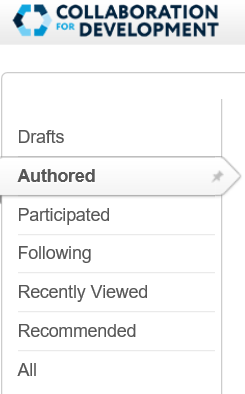 COLLABORATION
FOR DEVELOPMENT
Drafts
Authored
Participated
Following
Recently Viewed
Recommended
All